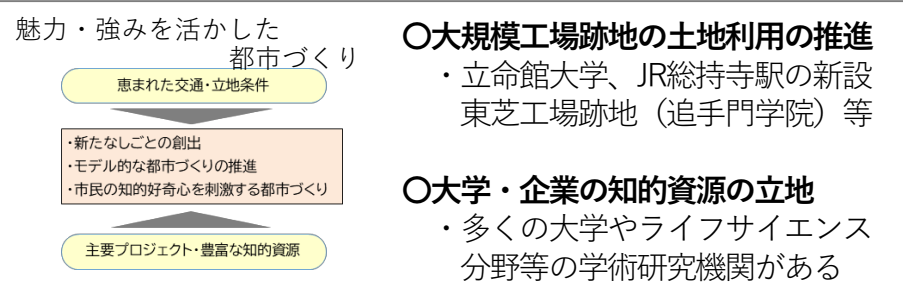 魅力・強みを活かした
都市づくり
恵まれた交通・立地条件
・新たなしごとの創出
・モデル的な都市づくりの推進
・市民の知的好奇心を刺激する都市づくり
主要プロジェクト・豊富な知的資源
〇大規模工場跡地の土地利用の推進
・立命館大学、JR総持寺駅の新設
東芝工場跡地（追手門学院）等
〇大学・企業の知的資源の立地
・多くの大学やライフサイエンス
分野等の学術研究機関がある